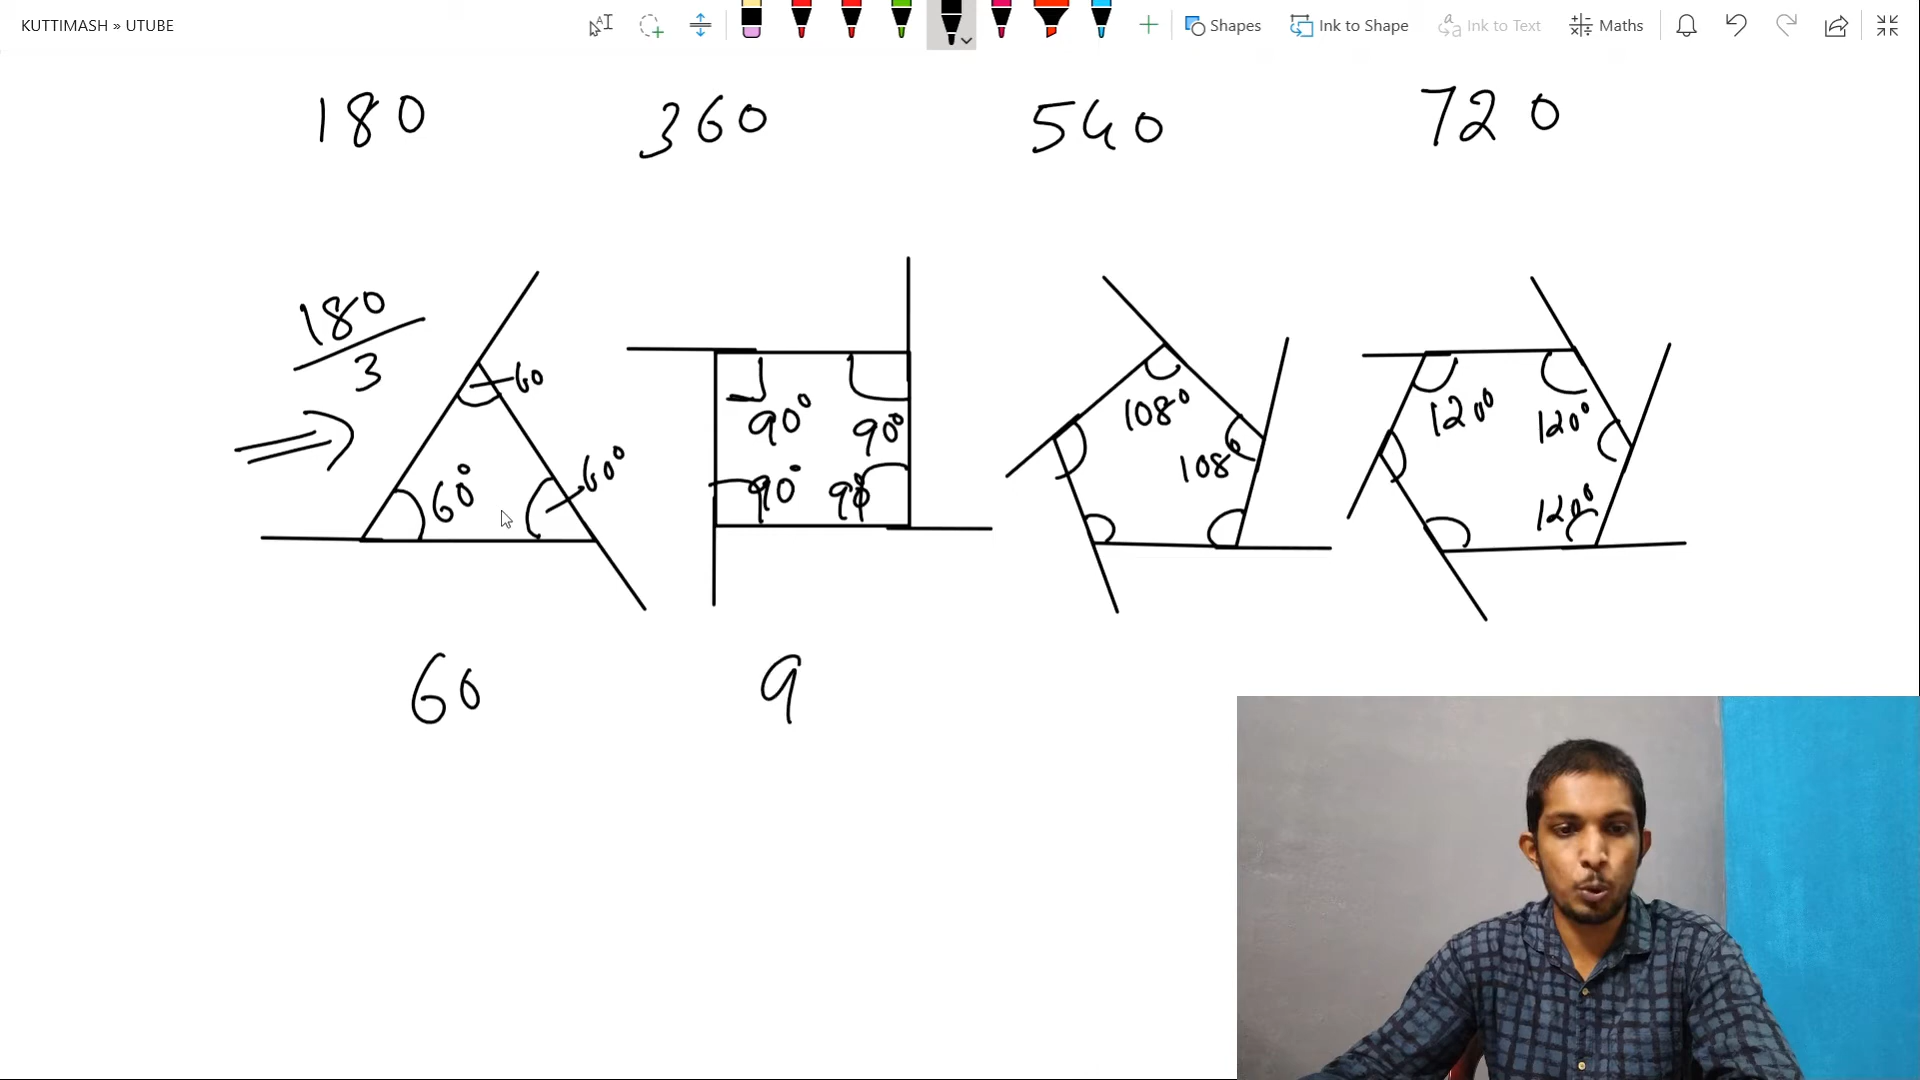 KUTTIMASH » UTUBE
Shapes
Ink to Shape
Ink to Text
Maths
180 360 540 720
180
3
60
60°
60°
90° 90°
90° 90°
108°
108°
120° 120°
120°
60 9